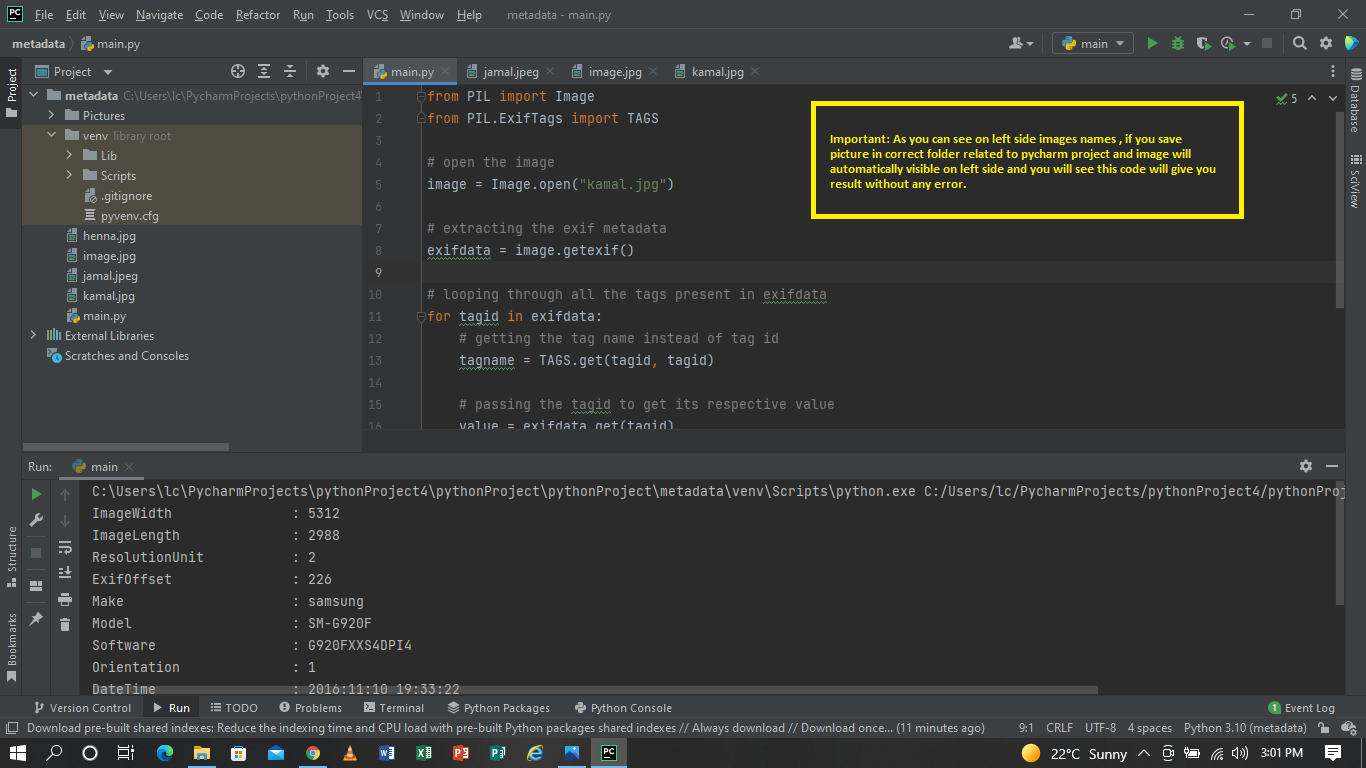 PC File Edit View Navigate Code Refactor Run Tools VCS Window Help metadata - main.py
metadata main.py main
Project main.py jamal.jpeg image.jpg kamal.jpg
Project
metadata C:\Users\lc\PycharmProjects\pythonProject4\
Pictures
venv library root
Lib
Scripts
.gitignore
pyvenv.cfg
henna.jpg
image.jpg
jamal.jpeg
kamal.jpg
main.py
External Libraries
Scratches and Consoles
1 from PIL import Image
2 from PIL.ExifTags import TAGS
3
4 # open the image
5 image = Image.open("kamal.jpg")
6
7 # extracting the exif metadata
8 exifdata = image.getexif()
9
10 # looping through all the tags present in exifdata
11 for tagid in exifdata:
12 # getting the tag name instead of tag id
13 tagname = TAGS.get(tagid, tagid)
14
15 # passing the tagid to get its respective value
16 value = exifdata.get(tagid)
5
Important: As you can see on left side images names , if you save
picture in correct folder related to pycharm project and image will
automatically visible on left side and you will see this code will give you
result without any error.
Database
SciView
Run: main
C:\Users\lc\PycharmProjects\pythonProject4\pythonProject\pythonProject\metadata\venv\Scripts\python.exe C:/Users/lc/PycharmProjects/pythonProject4/pythonProj
ImageWidth : 5312
ImageLength : 2988
ResolutionUnit : 2
ExifOffset : 226
Make : samsung
Model : SM-G920F
Software : G920FXXS4DPI4
Orientation : 1
DateTime : 2016:11:10 19:33:22
Structure
Bookmarks
Version Control Run TODO Problems Terminal Python Packages Python Console 1 Event Log
Download pre-built shared indexes: Reduce the indexing time and CPU load with pre-built Python packages shared indexes // Always download // Download once... (11 minutes ago) 9:1 CRLF UTF-8 4 spaces Python 3.10 (metadata)
22°C Sunny 3:01 PM